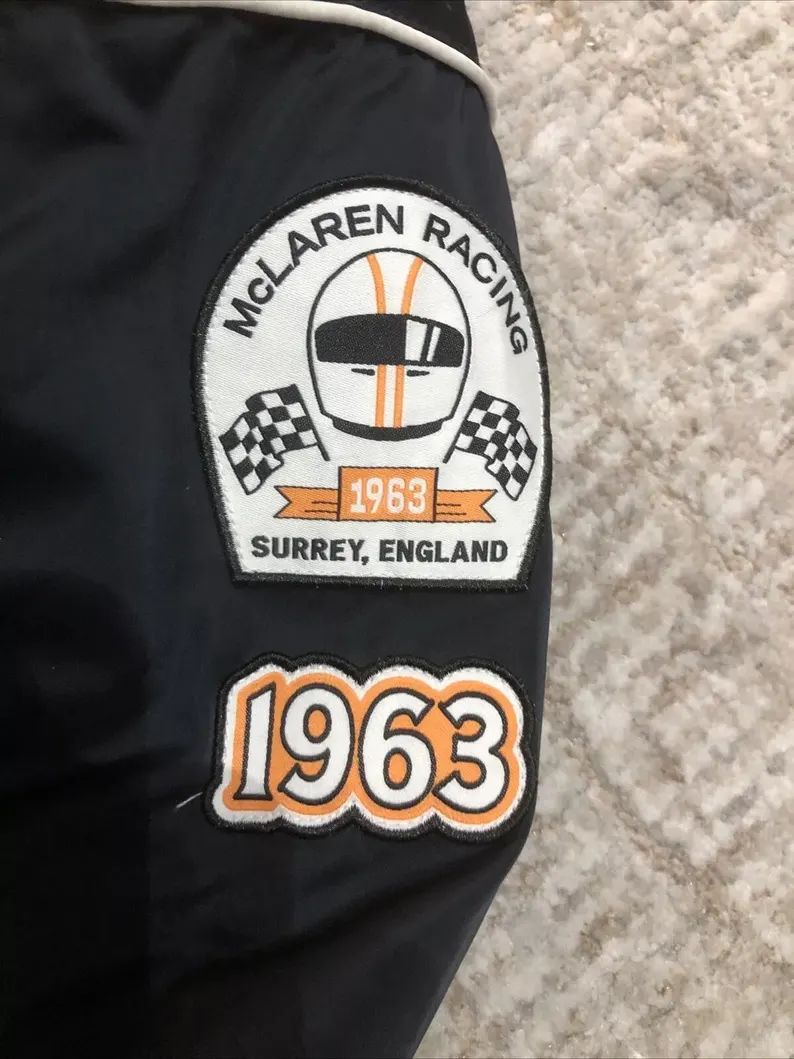 McLAREN RACING
1963
SURREY, ENGLAND
1963